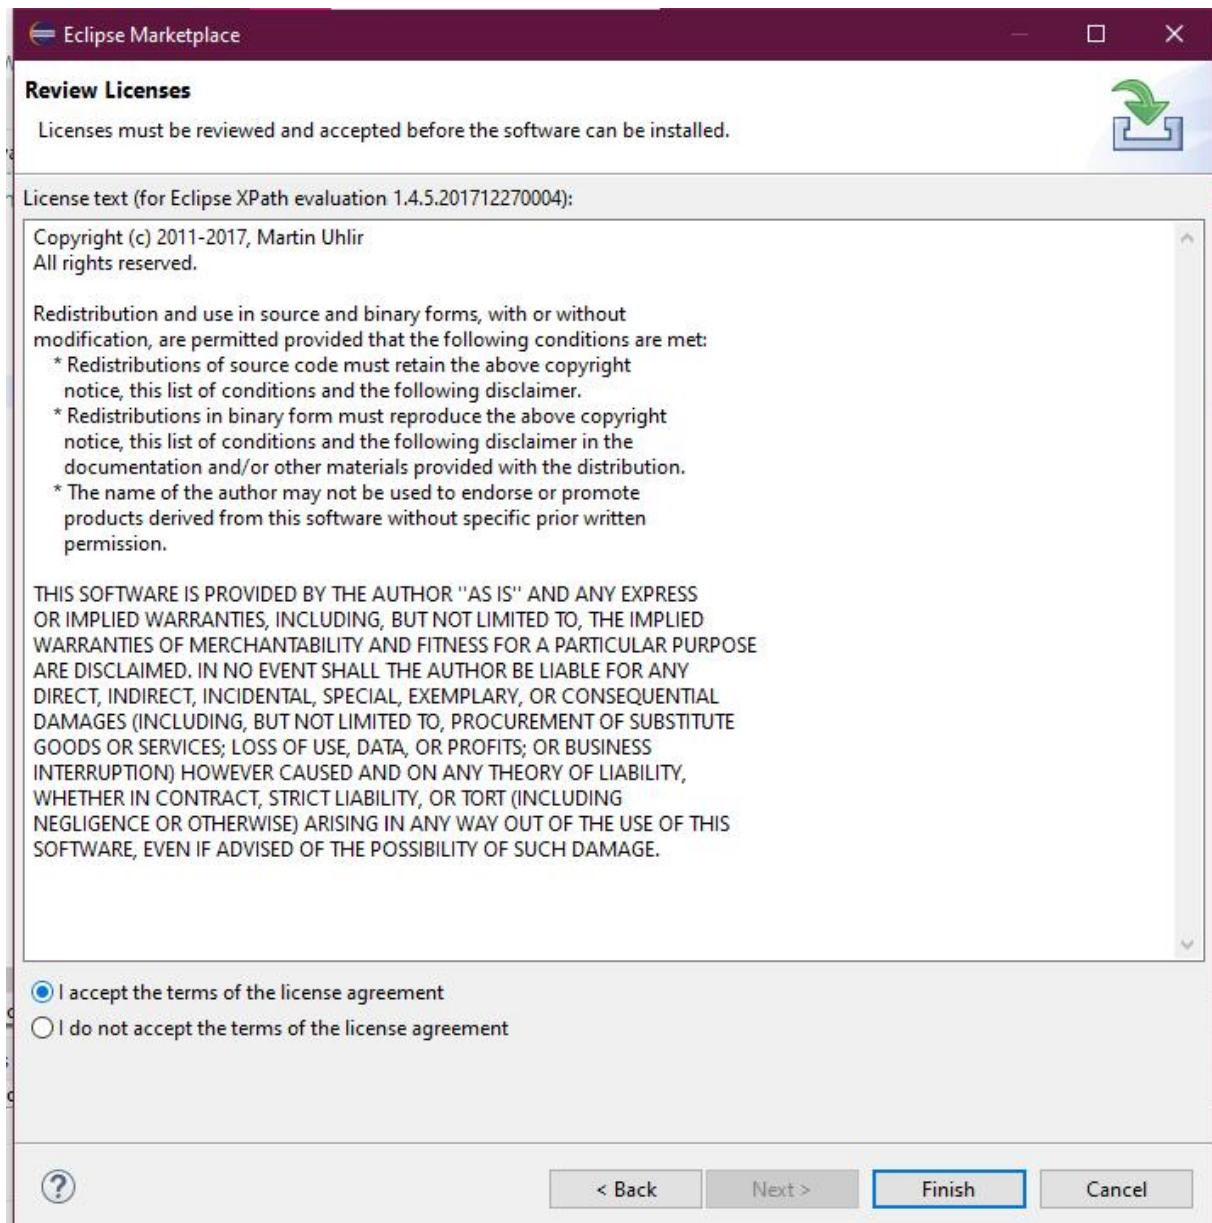 Eclipse Marketplace
Review Licenses
Licenses must be reviewed and accepted before the software can be installed.
License text (for Eclipse XPath evaluation 1.4.5.201712270004):
Copyright (c) 2011-2017, Martin Uhlir
All rights reserved.
Redistribution and use in source and binary forms, with or without
modification, are permitted provided that the following conditions are met:
* Redistributions of source code must retain the above copyright
notice, this list of conditions and the following disclaimer.
* Redistributions in binary form must reproduce the above copyright
notice, this list of conditions and the following disclaimer in the
documentation and/or other materials provided with the distribution.
* The name of the author may not be used to endorse or promote
products derived from this software without specific prior written
permission.
THIS SOFTWARE IS PROVIDED BY THE AUTHOR ''AS IS'' AND ANY EXPRESS
OR IMPLIED WARRANTIES, INCLUDING, BUT NOT LIMITED TO, THE IMPLIED
WARRANTIES OF MERCHANTABILITY AND FITNESS FOR A PARTICULAR PURPOSE
ARE DISCLAIMED. IN NO EVENT SHALL THE AUTHOR BE LIABLE FOR ANY
DIRECT, INDIRECT, INCIDENTAL, SPECIAL, EXEMPLARY, OR CONSEQUENTIAL
DAMAGES (INCLUDING, BUT NOT LIMITED TO, PROCUREMENT OF SUBSTITUTE
GOODS OR SERVICES; LOSS OF USE, DATA, OR PROFITS; OR BUSINESS
INTERRUPTION) HOWEVER CAUSED AND ON ANY THEORY OF LIABILITY,
WHETHER IN CONTRACT, STRICT LIABILITY, OR TORT (INCLUDING
NEGLIGENCE OR OTHERWISE) ARISING IN ANY WAY OUT OF THE USE OF THIS
SOFTWARE, EVEN IF ADVISED OF THE POSSIBILITY OF SUCH DAMAGE.
I accept the terms of the license agreement
I do not accept the terms of the license agreement
? < Back Next > Finish Cancel